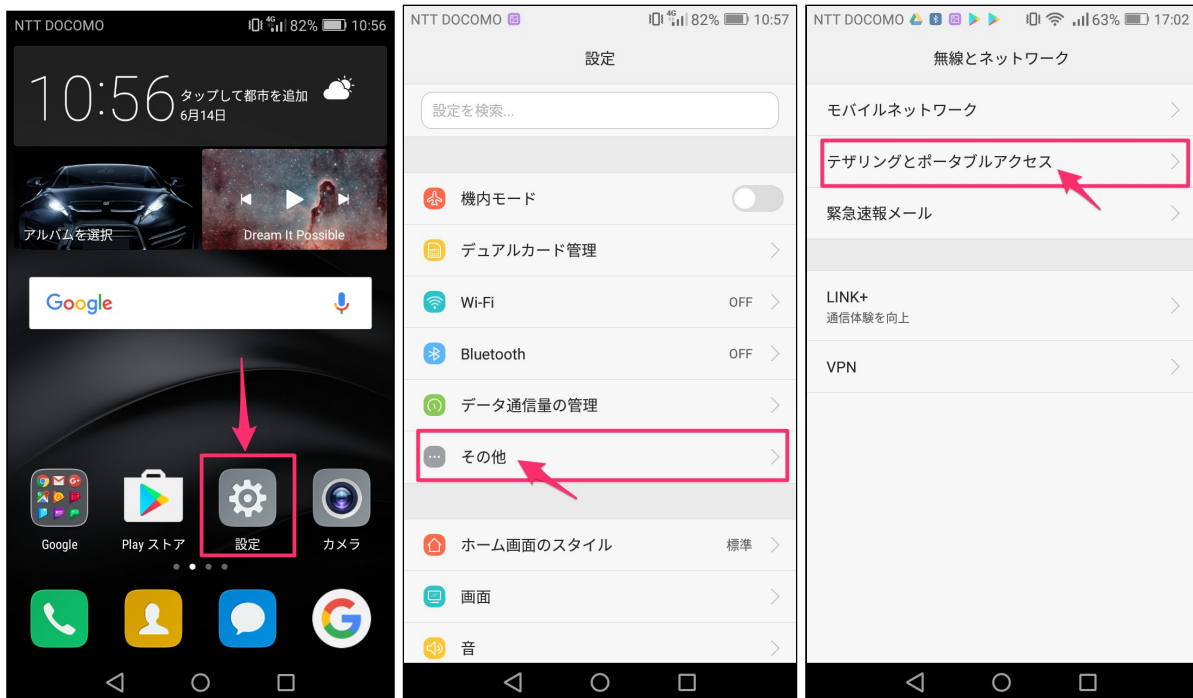 NTT DOCOMO 4G 82% 10:56
10:56 タップして都市を追加
6月14日
アルバムを選択
Dream It Possible
Google
Google Play ストア 設定 カメラ
NTT DOCOMO 4G 82% 10:57
設定
設定を検索...
機内モード
デュアルカード管理
Wi-Fi OFF
Bluetooth OFF
データ通信量の管理
その他
ホーム画面のスタイル 標準
画面
音
NTT DOCOMO 63% 17:02
無線とネットワーク
モバイルネットワーク
テザリングとポータブルアクセス
緊急速報メール
LINK+
通信体験を向上
VPN